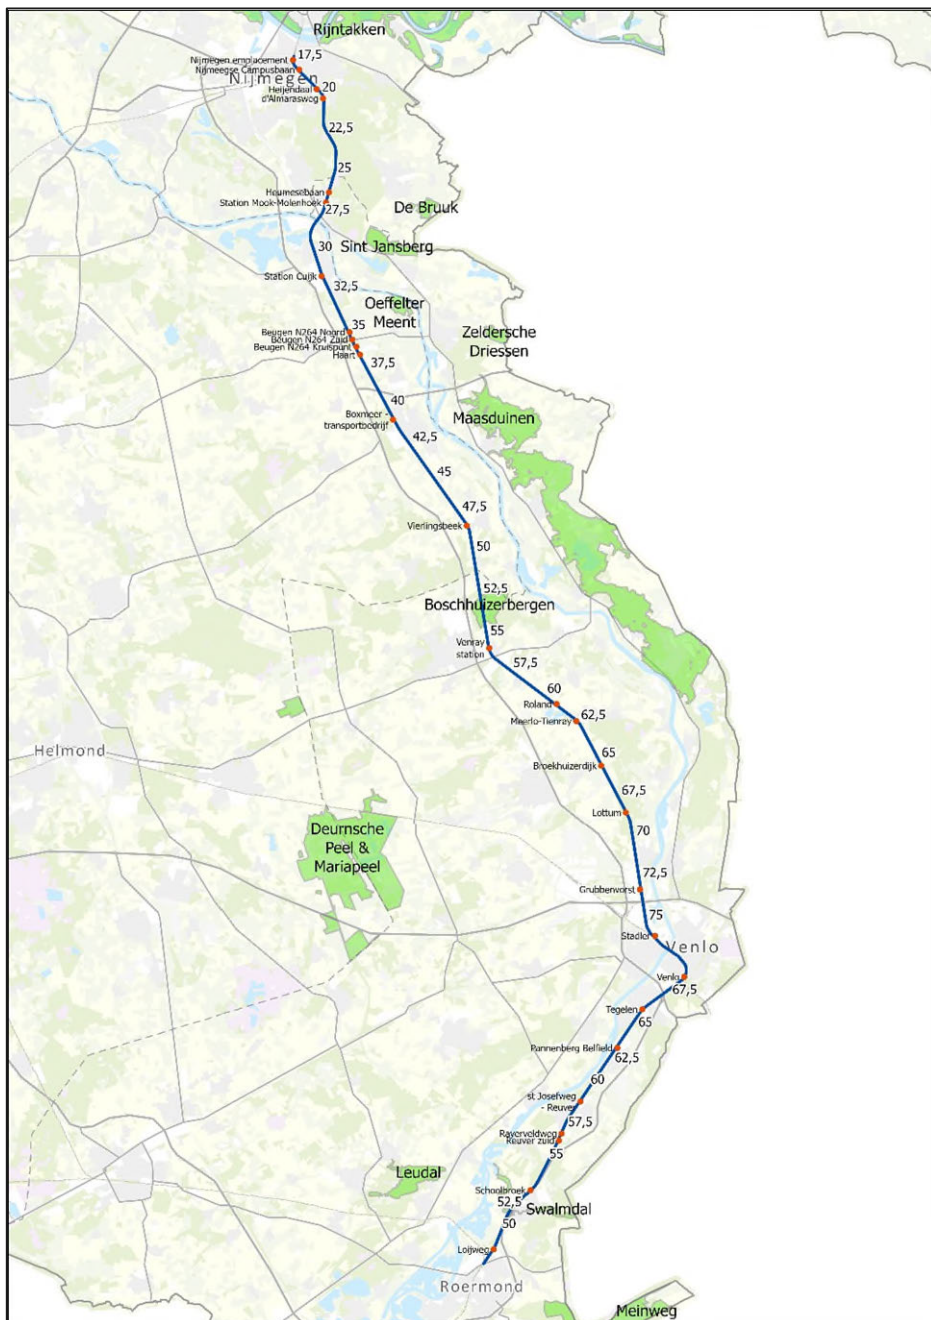 Rijntakken
17,5
Nijmegen emplacement
Nijmeegse Campusbaan
Nijmegen
Heijendaal
20
d'Almarasweg
22,5
25
Heumesebaan
Station Mook-Molenhoek
De Bruuk
27,5
30
Sint Jansberg
Station Cuijk
32,5
Oeffelter
Meent
35
Beugen N264 Noord
Beugen N264 Zuid
Beugen N264 Kruispunt
Haart
Zeldersche
Driessen
37,5
40
Boxmeer -
transportbedrijf
Maasduinen
42,5
45
47,5
Vierlingsbeek
50
52,5
Boschhuizerbergen
55
Venray
station
57,5
60
Roland
Meerlo-Tienray
62,5
Helmond
65
Broekhuizerdijk
67,5
Lottum
70
Deurnsche
Peel &
Mariapeel
72,5
Grubbenvorst
75
Stadler
Venlo
Venlo
67,5
Tegelen
65
Pannenberg Belfeld
62,5
60
st Josefweg
- Reuver
57,5
Raverveldweg
Reuver zuid
55
Leudal
Schoolbroek
52,5
Swalmdal
50
Loijweg
Roermond
Meinweg